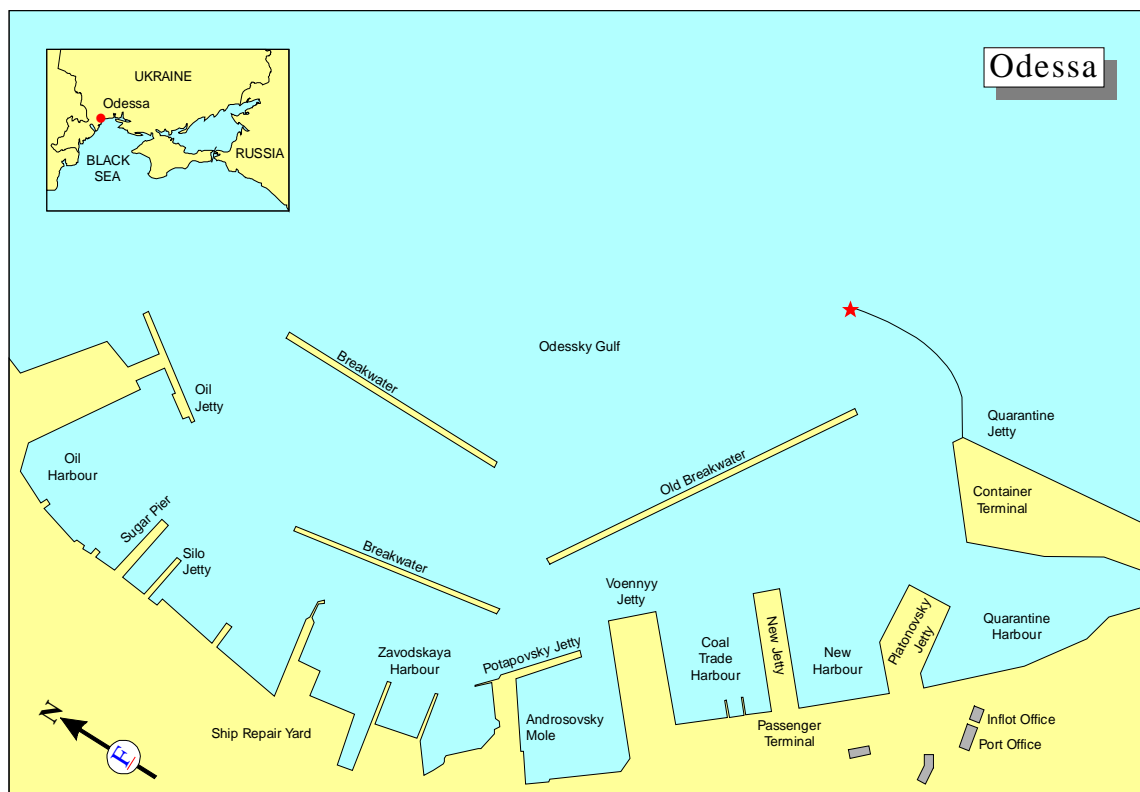 Odessa
UKRAINE
Odessa
BLACK
SEA
RUSSIA
Breakwater
Odessky Gulf
Oil
Jetty
Quarantine
Jetty
Oil
Harbour
Old Breakwater
Container
Terminal
Sugar Pier
Silo
Jetty
Breakwater
Voennyy
Jetty
Coal
Trade
Harbour
New Jetty
New
Harbour
Platonovsky
Jetty
Quarantine
Harbour
Zavodskaya
Harbour
Potapovsky Jetty
Androsovsky
Mole
Ship Repair Yard
Passenger
Terminal
Inflot Office
Port Office
N
F